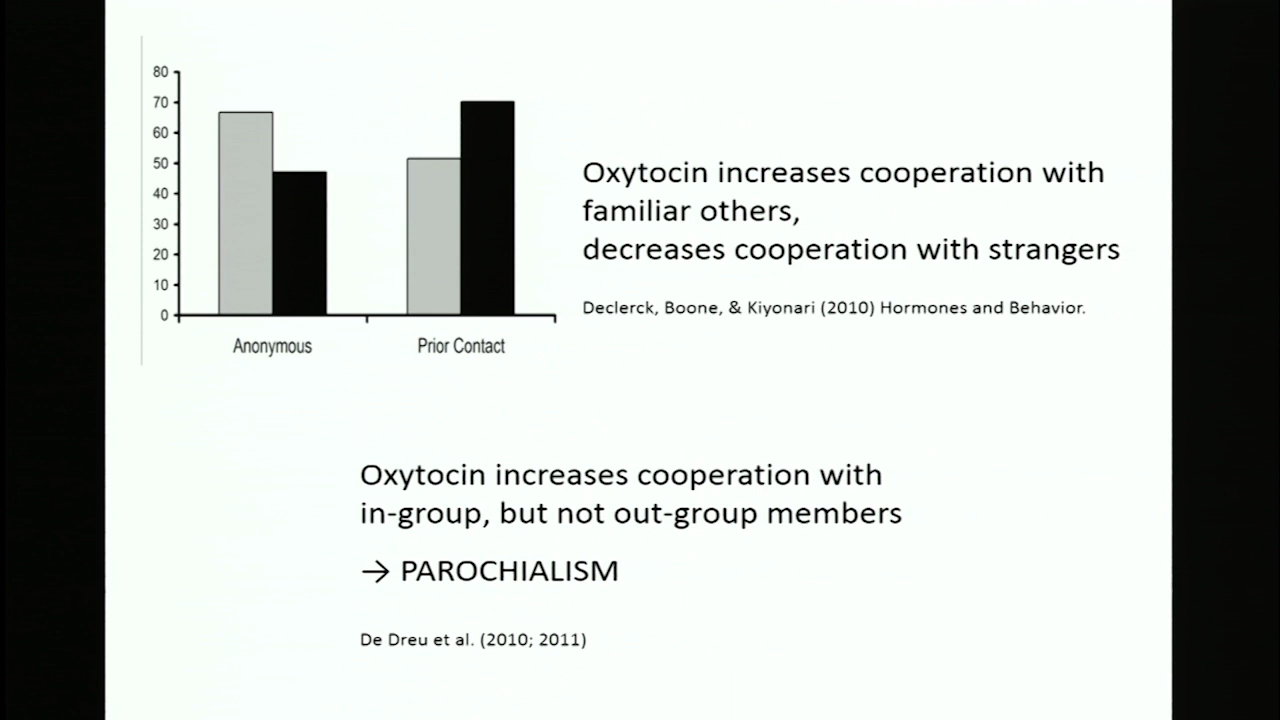 80
70
60
50
40
30
20
10
0
Anonymous
Prior Contact
Oxytocin increases cooperation with
familiar others,
decreases cooperation with strangers
Declerck, Boone, & Kiyonari (2010) Hormones and Behavior.
Oxytocin increases cooperation with
in-group, but not out-group members
→ PAROCHIALISM
De Dreu et al. (2010; 2011)